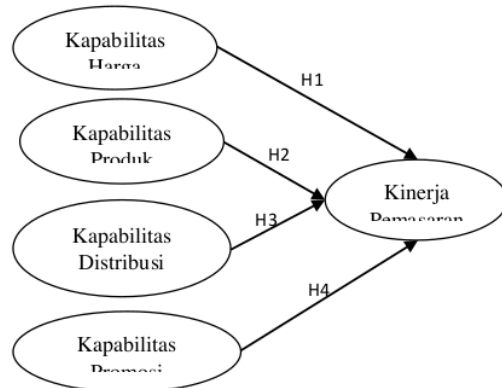 Kapabilitas
Harga
H1
Kapabilitas
Produk
H2
Kinerja
Pemasaran
H3
Kapabilitas
Distribusi
H4
Kapabilitas
Promosi